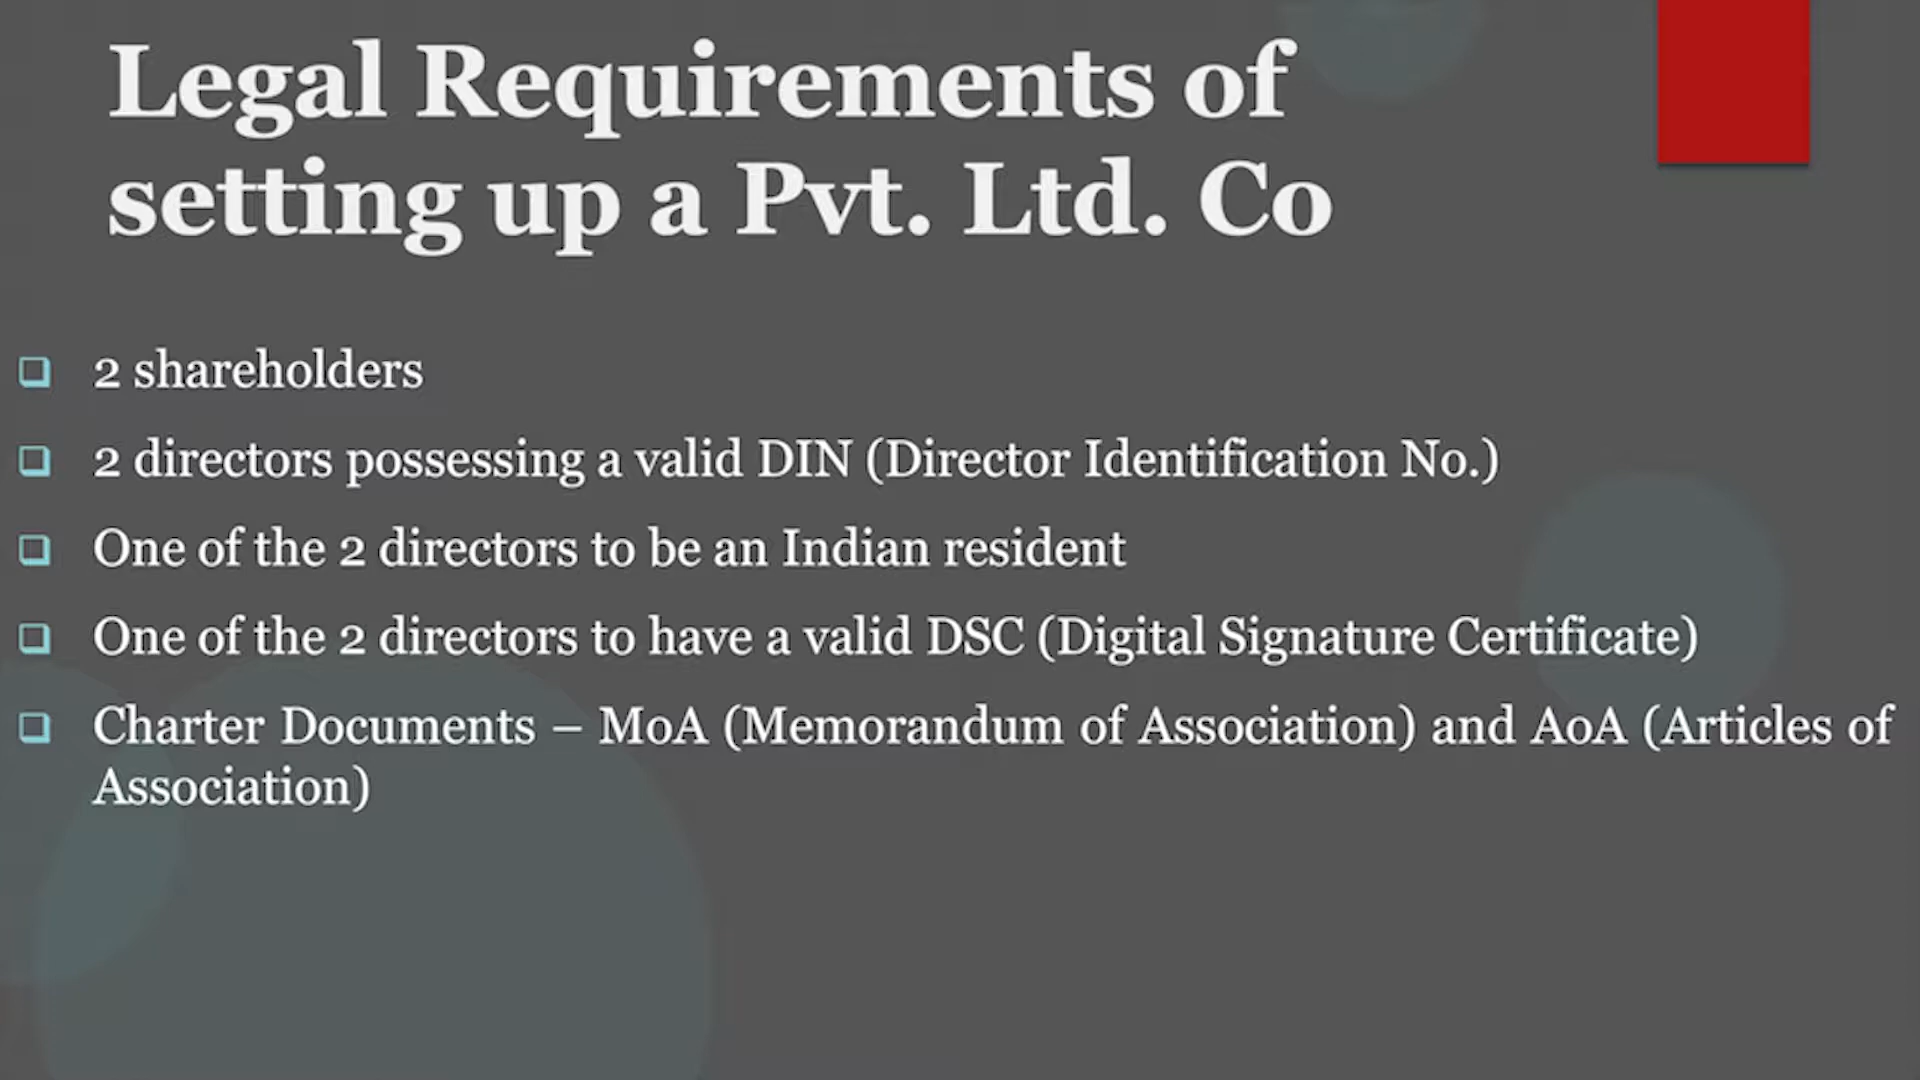 Legal Requirements of
setting up a Pvt. Ltd. Co
2 shareholders
2 directors possessing a valid DIN (Director Identification No.)
One of the 2 directors to be an Indian resident
One of the 2 directors to have a valid DSC (Digital Signature Certificate)
Charter Documents – MoA (Memorandum of Association) and AoA (Articles of
Association)